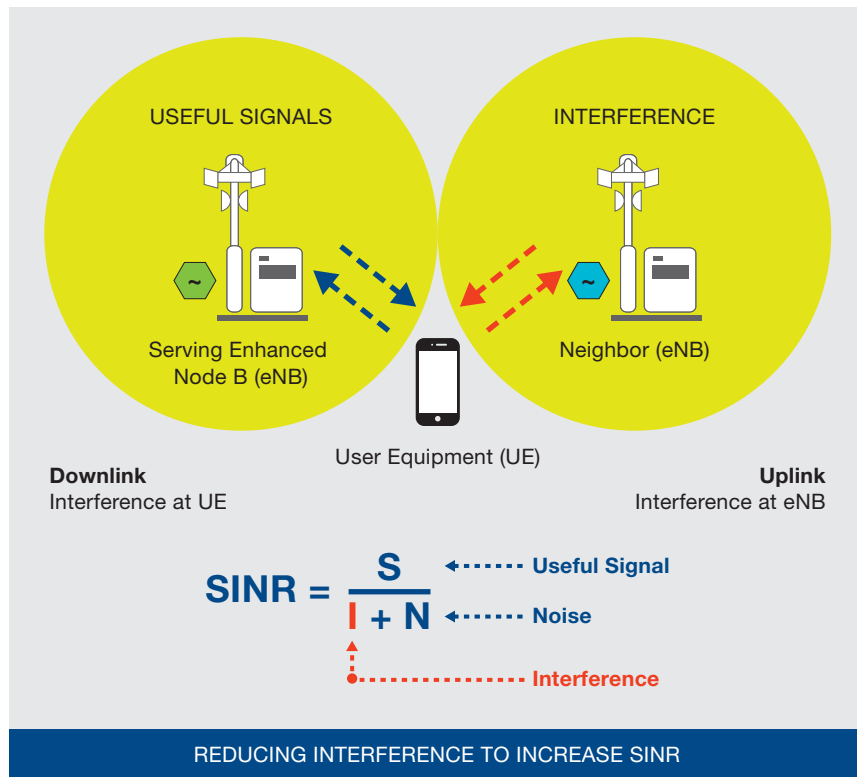 USEFUL SIGNALS
INTERFERENCE
~
~
Serving Enhanced
Node B (eNB)
Neighbor (eNB)
User Equipment (UE)
Downlink
Interference at UE
Uplink
Interference at eNB
SINR = S
I + N
Useful Signal
Noise
Interference
REDUCING INTERFERENCE TO INCREASE SINR